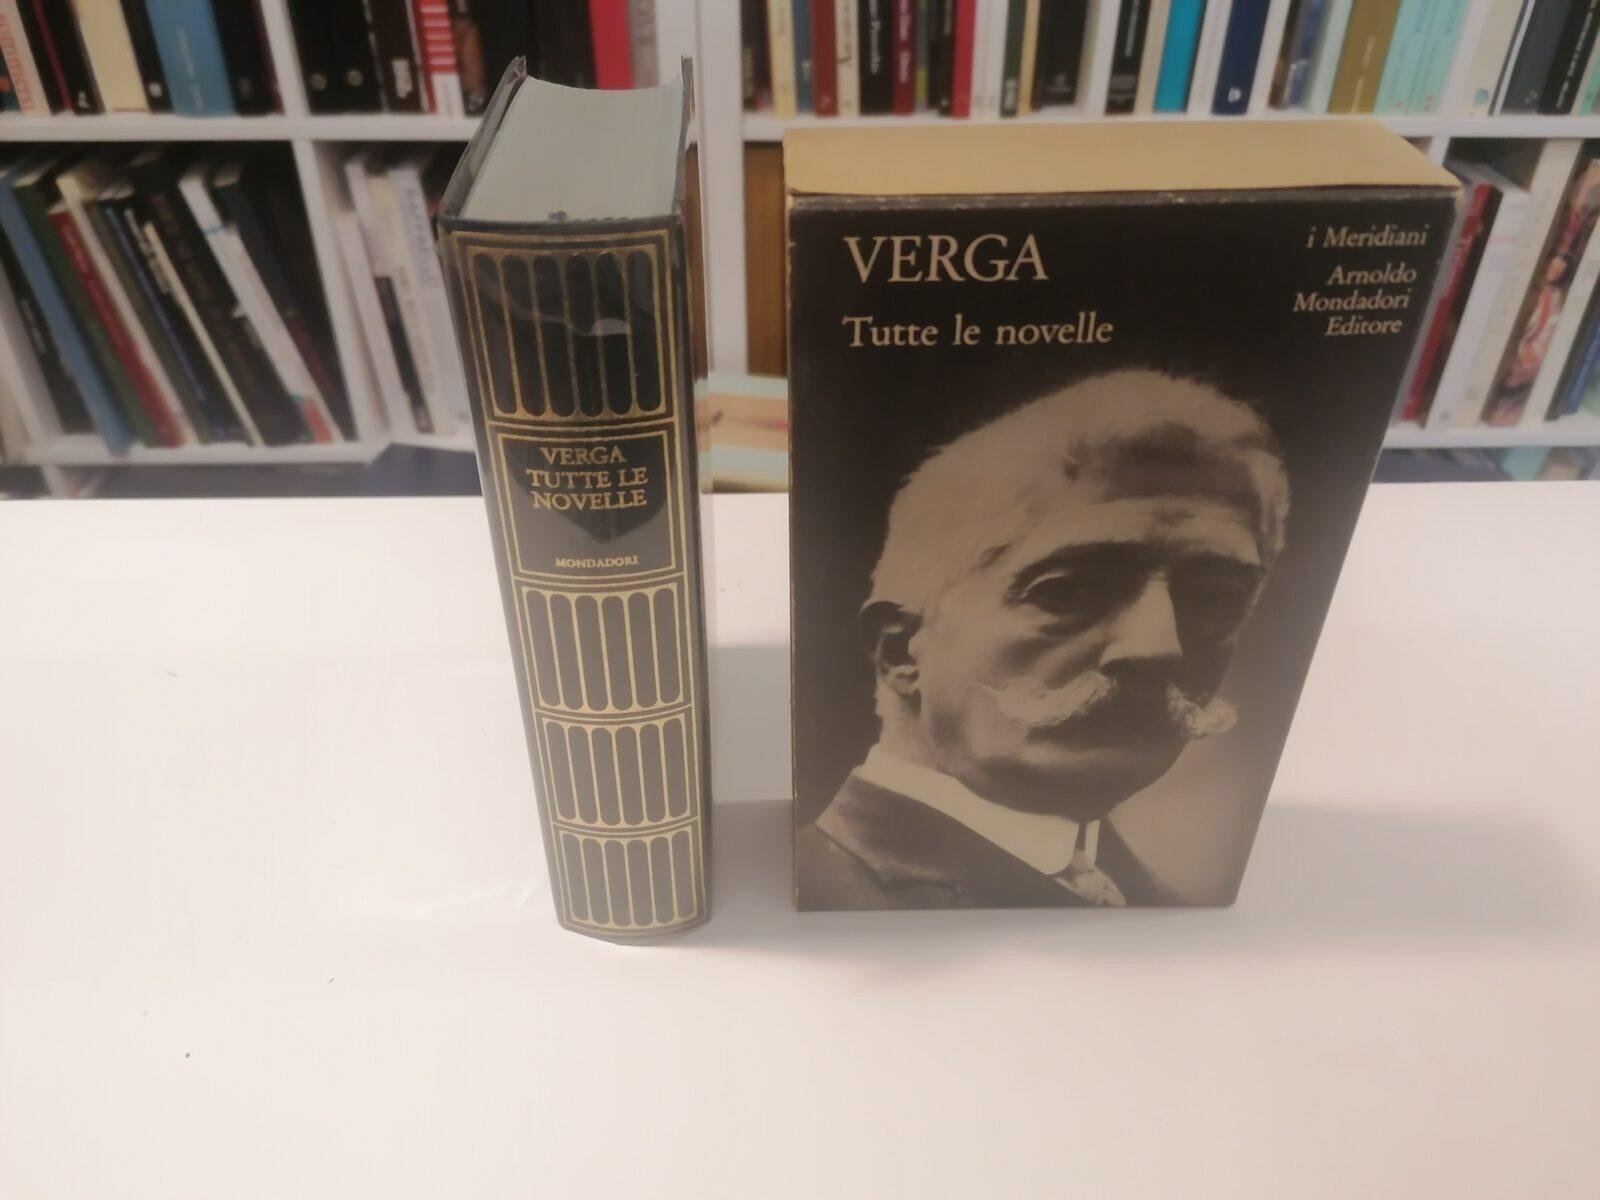 VERGA
TUTTE LE
NOVELLE
MONDADORI
VERGA
Tutte le novelle
i Meridiani
Arnoldo
Mondadori
Editore